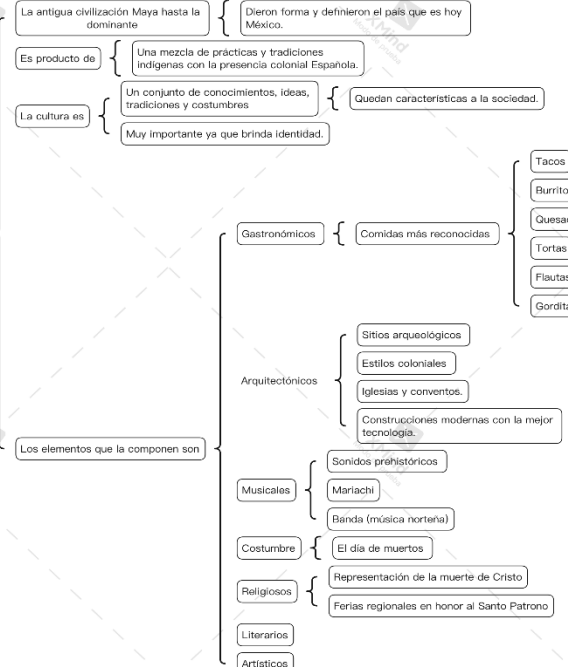 La antigua civilización Maya hasta la
dominante
Dieron forma y definieron el país que es hoy
México.
Es producto de
Una mezcla de prácticas y tradiciones
indígenas con la presencia colonial Española.
La cultura es
Un conjunto de conocimientos, ideas,
tradiciones y costumbres
Quedan características a la sociedad.
Muy importante ya que brinda identidad.
Los elementos que la componen son
Gastronómicos
Comidas más reconocidas
Tacos
Burrito
Quesa
Tortas
Flautas
Gordita
Arquitectónicos
Sitios arqueológicos
Estilos coloniales
Iglesias y conventos.
Construcciones modernas con la mejor
tecnología.
Musicales
Sonidos prehistóricos
Mariachi
Banda (música norteña)
Costumbre
El día de muertos
Religiosos
Representación de la muerte de Cristo
Ferias regionales en honor al Santo Patrono
Literarios
Artísticos
XMind